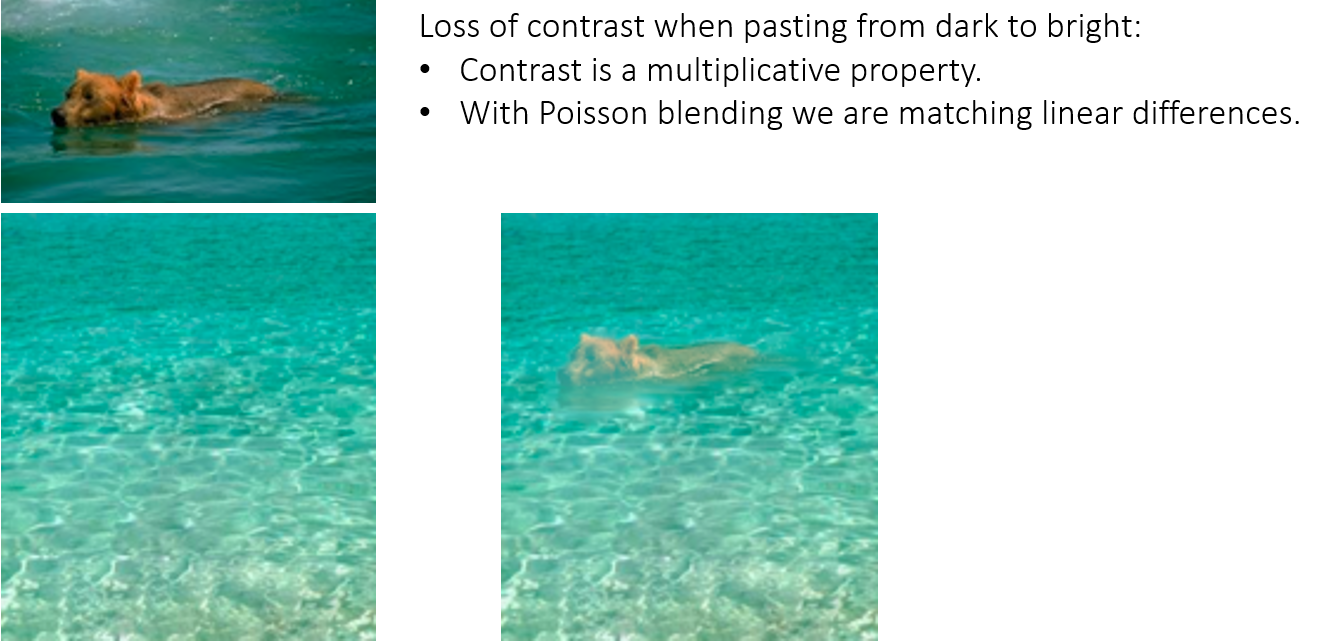 Loss of contrast when pasting from dark to bright:
• Contrast is a multiplicative property.
• With Poisson blending we are matching linear differences.